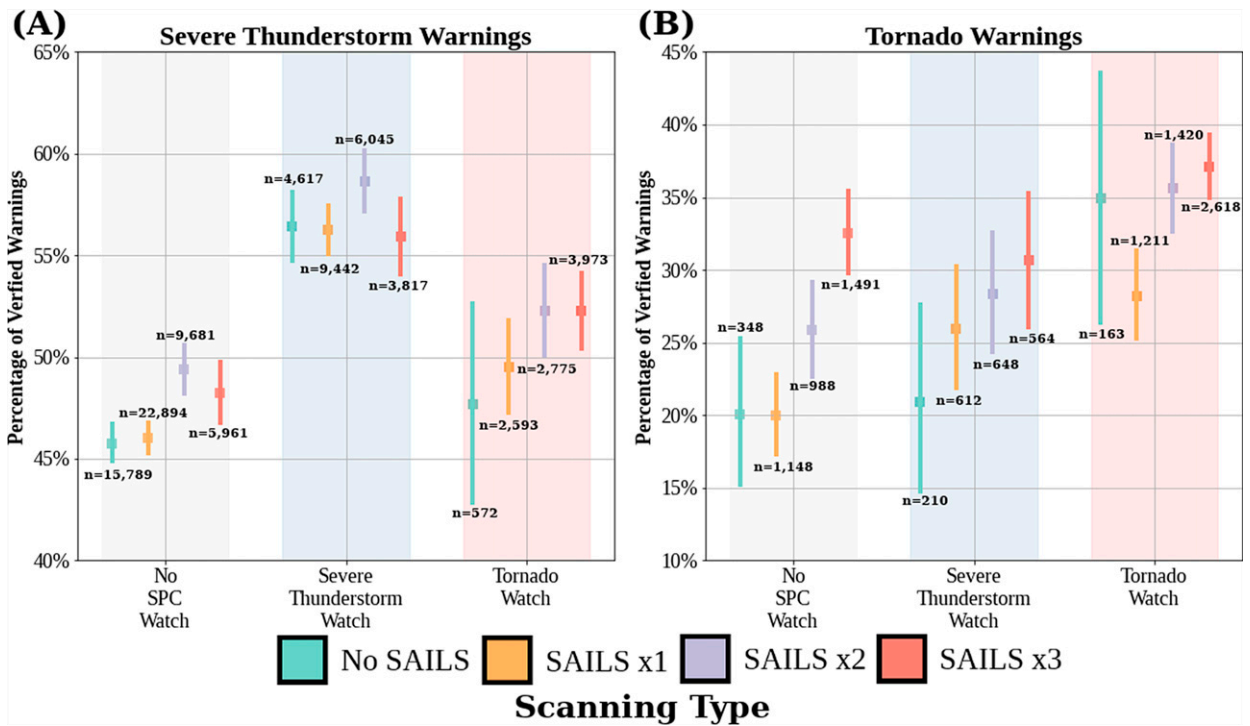 (A)
Severe Thunderstorm Warnings
Percentage of Verfied Warnings
65%
60%
55%
50%
45%
40%
n=15,789
n=22,894
n=9,681
n=5,961
n=4,617
n=9,442
n=6,045
n=3,817
n=572
n=2,593
n=2,775
n=3,973
No
SPC
Watch
Severe
Thunderstorm
Watch
Tornado
Watch
(B)
Tornado Warnings
Percentage of Verfied Warnings
45%
40%
35%
30%
25%
20%
15%
10%
n=348
n=1,148
n=988
n=1,491
n=210
n=612
n=648
n=564
n=163
n=1,211
n=1,420
n=2,618
No
SPC
Watch
Severe
Thunderstorm
Watch
Tornado
Watch
No SAILS
SAILS x1
SAILS x2
SAILS x3
Scanning Type